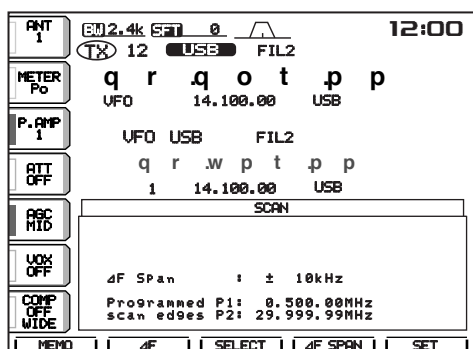 ANT
1
BW 2.4k SFT 0
12:00
TX 12 USB FIL2
METER
Po
q r .q o t .p p
VFO 14.100.00 USB
P.AMP
1
VFO USB FIL2
ATT
OFF
q r .w p t .p p
1 14.100.00 USB
AGC
MID
SCAN
VOX
OFF
⊿F SPan : ± 10kHz
COMP
OFF
WIDE
Programmed P1: 0.500.00MHz
scan edges P2: 29.999.99MHz
MEMO ⊿F SELECT ⊿F SPAN SET